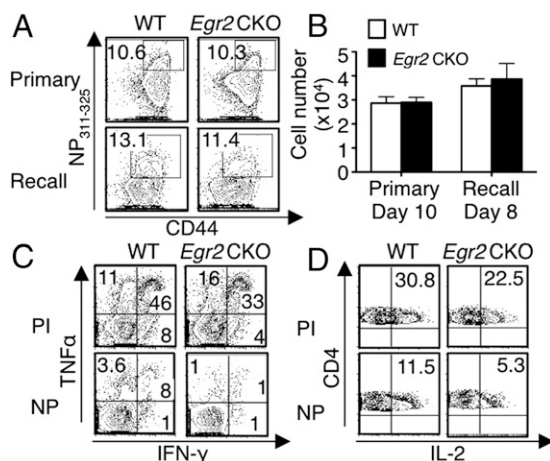 A
WT
Egr2 CKO
Primary
10.6
10.3
Recall
13.1
11.4
NP311-325
CD44
B
WT
Egr2 CKO
Cell number
(x10⁴)
5
4
3
2
1
0
Primary
Day 10
Recall
Day 8
C
WT
Egr2 CKO
PI
11
46
8
16
33
4
NP
3.6
8
1
1
1
1
TNFα
IFN-γ
D
WT
Egr2 CKO
PI
30.8
22.5
NP
11.5
5.3
CD4
IL-2